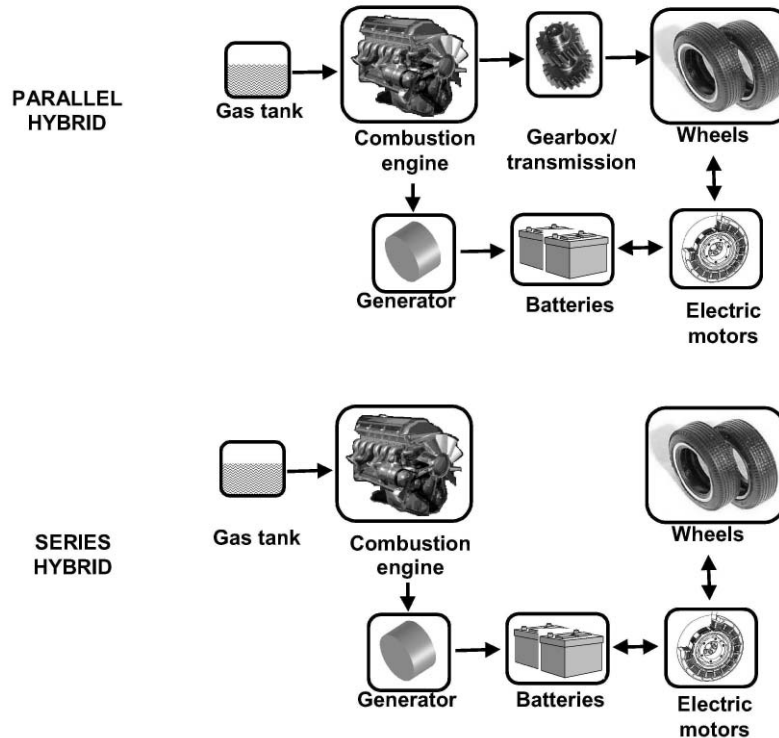 PARALLEL
HYBRID
Gas tank
Combustion
engine
Gearbox/
transmission
Wheels
Generator
Batteries
Electric
motors
SERIES
HYBRID
Gas tank
Combustion
engine
Wheels
Generator
Batteries
Electric
motors